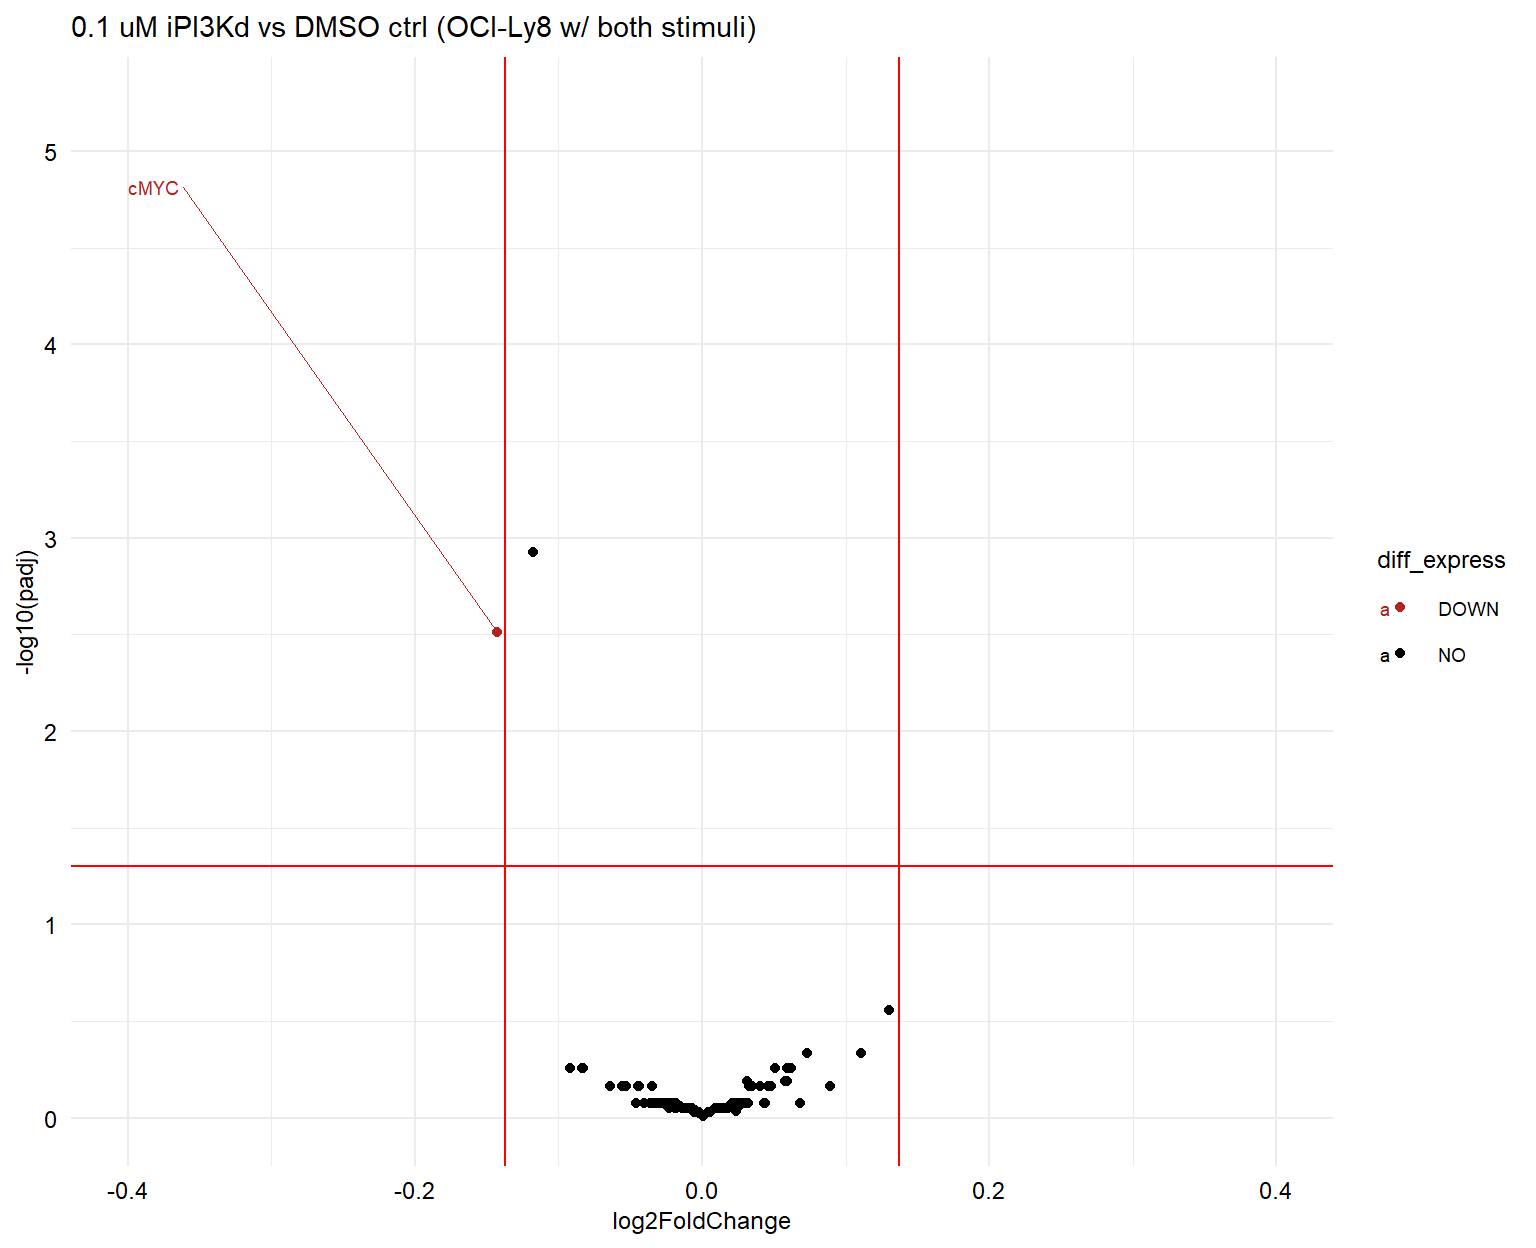 0.1 uM iPI3Kd vs DMSO ctrl (OCI-Ly8 w/ both stimuli)
5
cMYC
4
3
-log10(padj)
2
1
0
-0.4 -0.2 0.0 0.2 0.4
log2FoldChange
diff_express
a DOWN
a NO